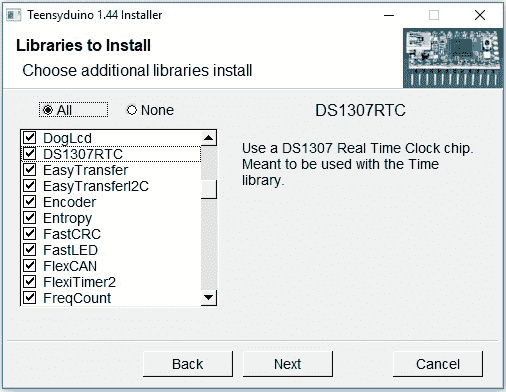 Teensyduino 1.44 Installer
Libraries to Install
Choose additional libraries install
All
None
DS1307RTC
DogLcd
DS1307RTC
EasyTransfer
EasyTransferI2C
Encoder
Entropy
FastCRC
FastLED
FlexCAN
FlexiTimer2
FreqCount
Use a DS1307 Real Time Clock chip.
Meant to be used with the Time
library.
Back
Next
Cancel